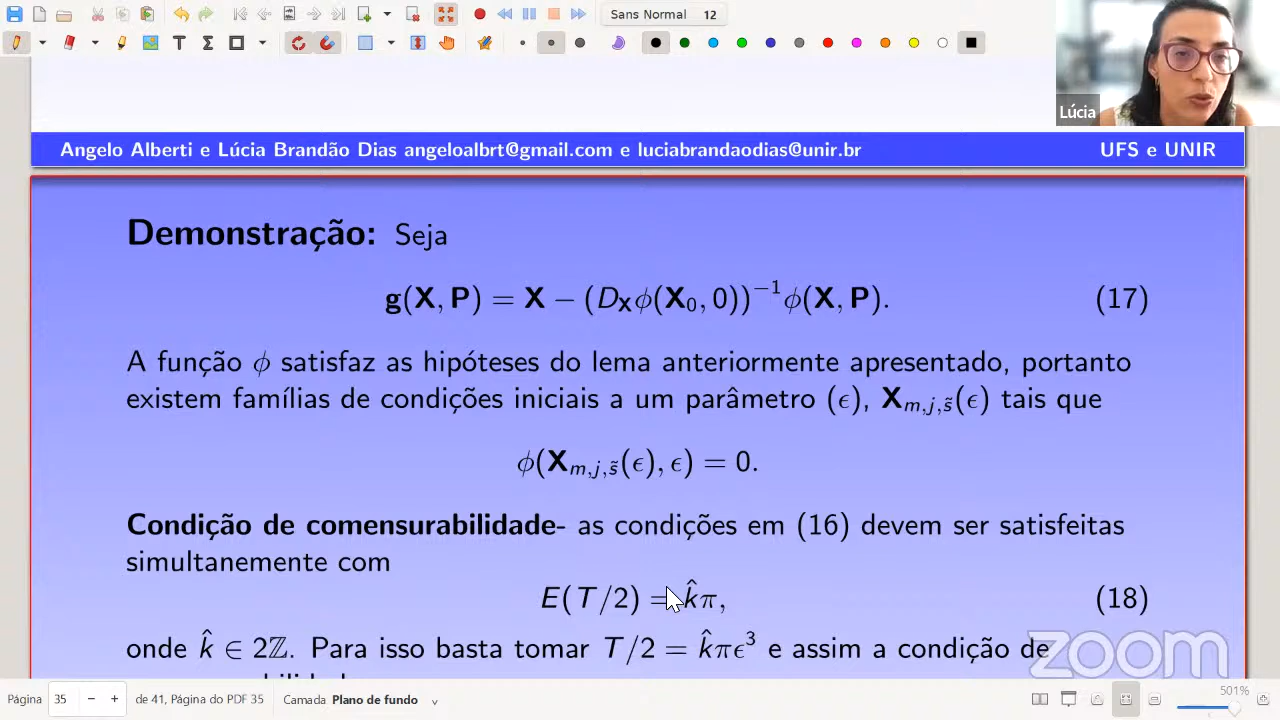 Sans Normal 12
Lúcia
Angelo Alberti e Lúcia Brandão Dias angeloalbrt@gmail.com e luciabrandaodias@unir.br UFS e UNIR
Demonstração: Seja
g(X, P) = X − (D_Xϕ(X₀, 0))⁻¹ϕ(X, P). (17)
A função ϕ satisfaz as hipóteses do lema anteriormente apresentado, portanto
existem famílias de condições iniciais a um parâmetro (ϵ), X_{m,j,s̃}(ϵ) tais que
ϕ(X_{m,j,s̃}(ϵ), ϵ) = 0.
Condição de comensurabilidade- as condições em (16) devem ser satisfeitas
simultanemente com
E(T/2) = k̂π, (18)
onde k̂ ∈ 2ℤ. Para isso basta tomar T/2 = k̂πϵ³ e assim a condição de
zoom
Página 35 − + de 41, Página do PDF 35 Camada Plano de fundo 501%